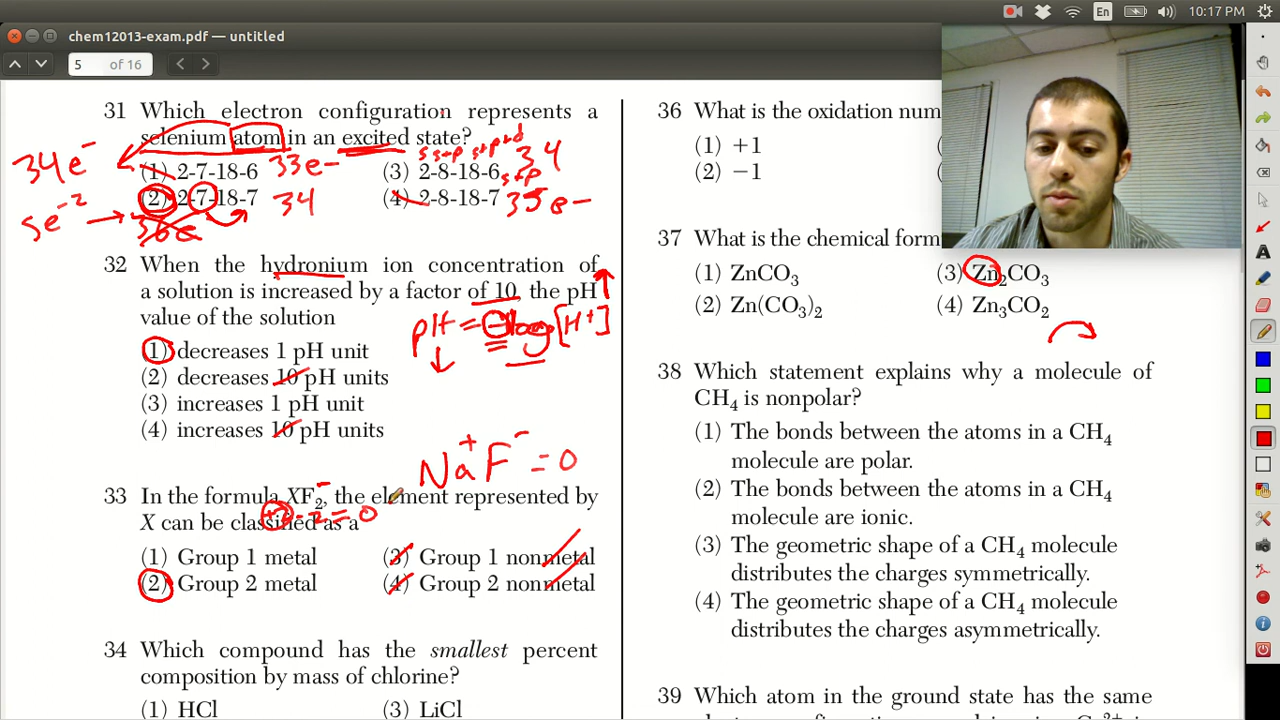 En 10:17 PM
chem12013-exam.pdf — untitled
5 of 16
31 Which electron configuration represents a
selenium atom in an excited state?
34e⁻
s s+p s+p+d
(1) 2-7-18-6 33e- (3) 2-8-18-6 34
s+p
(2) 2-7-18-7 34 (4) 2-8-18-7 35e-
se⁻² 36e
32 When the hydronium ion concentration of
a solution is increased by a factor of 10, the pH
value of the solution
pH = -log[H⁺]
(1) decreases 1 pH unit
(2) decreases 10 pH units
(3) increases 1 pH unit
(4) increases 10 pH units
Na⁺F⁻ = 0
33 In the formula XF₂, the element represented by
+2 - 2 = 0
X can be classified as a
(1) Group 1 metal (3) Group 1 nonmetal
(2) Group 2 metal (4) Group 2 nonmetal
34 Which compound has the smallest percent
composition by mass of chlorine?
(1) HCl (3) LiCl
36 What is the oxidation num
(1) +1
(2) −1
37 What is the chemical form
(1) ZnCO₃ (3) Zn₂CO₃
(2) Zn(CO₃)₂ (4) Zn₃CO₂
38 Which statement explains why a molecule of
CH₄ is nonpolar?
(1) The bonds between the atoms in a CH₄
molecule are polar.
(2) The bonds between the atoms in a CH₄
molecule are ionic.
(3) The geometric shape of a CH₄ molecule
distributes the charges symmetrically.
(4) The geometric shape of a CH₄ molecule
distributes the charges asymmetrically.
39 Which atom in the ground state has the same